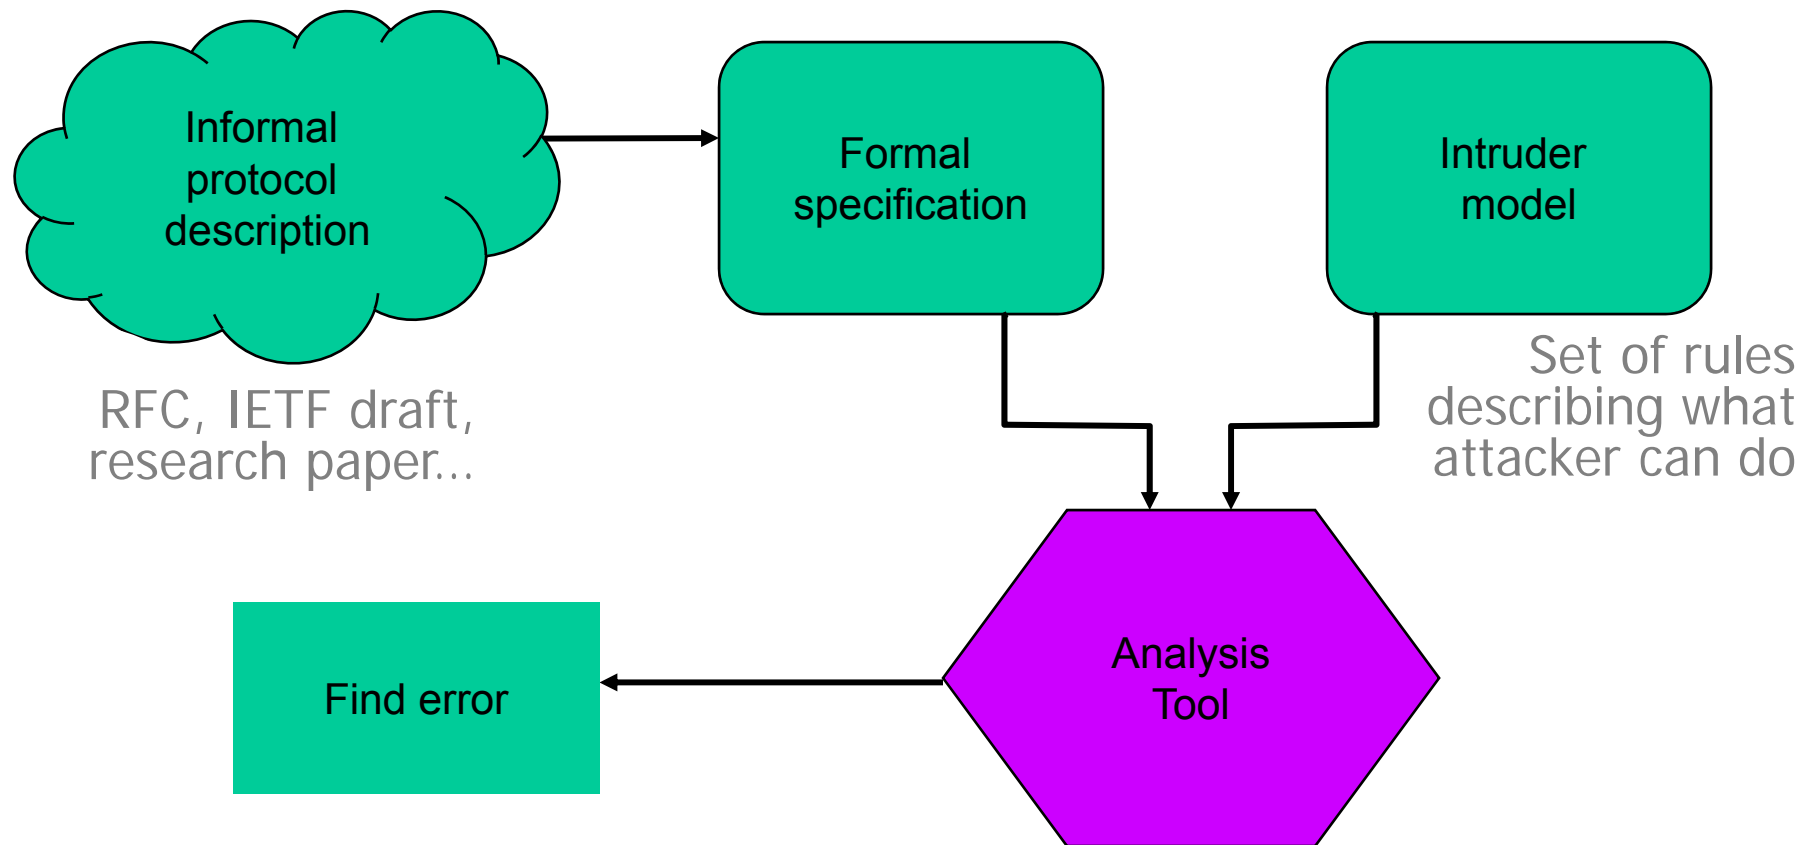 Informal
protocol
description
Formal
specification
Intruder
model
RFC, IETF draft,
research paper...
Set of rules
describing what
attacker can do
Analysis
Tool
Find error